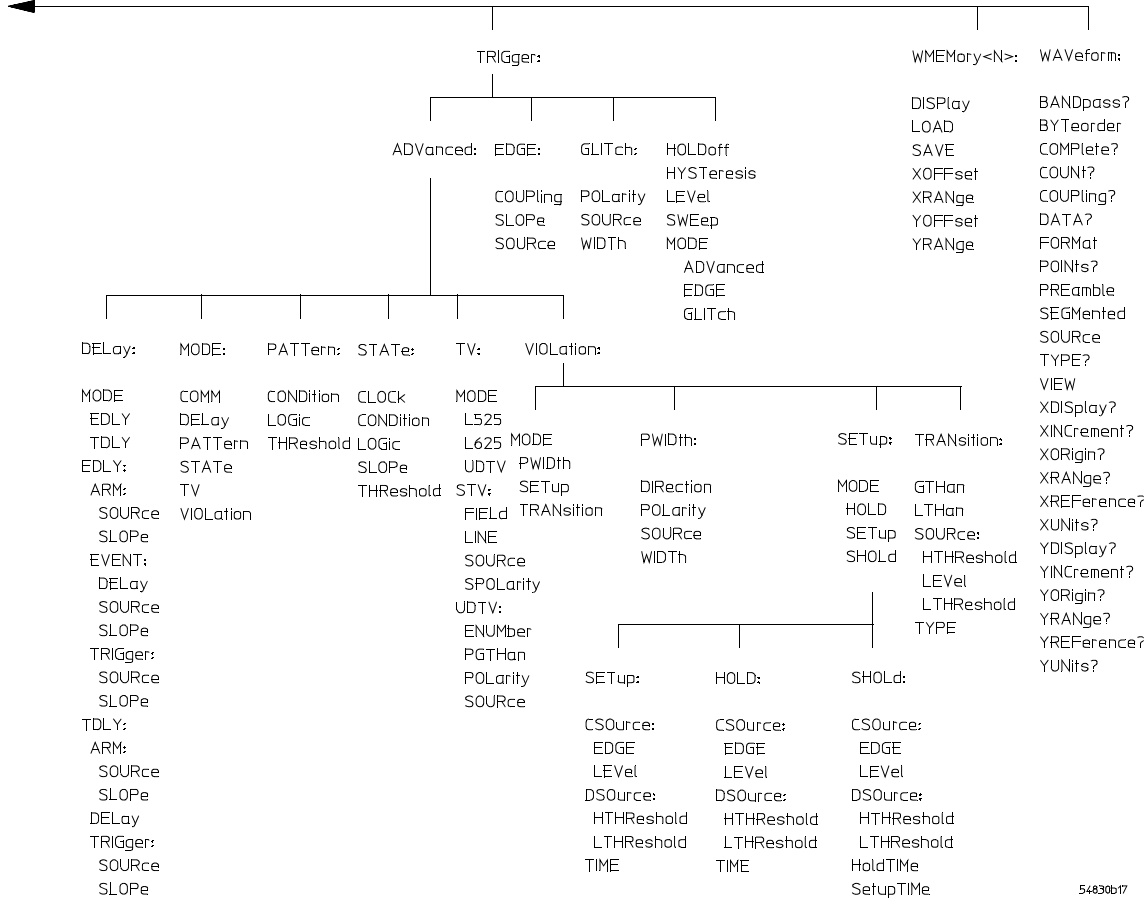 TRIGger:
ADVanced:
DELay:
MODE
EDLY
TDLY
EDLY:
ARM:
SOURce
SLOPe
EVENT:
DELay
SOURce
SLOPe
TRIGger:
SOURce
SLOPe
TDLY:
ARM:
SOURce
SLOPe
DELay
TRIGger:
SOURce
SLOPe
MODE:
COMM
DELay
PATTern
STATe
TV
VIOLation
PATTern:
CONDition
LOGic
THReshold
STATe:
CLOCk
CONDition
LOGic
SLOPe
THReshold
TV:
MODE
L525
L625
UDTV
STV:
FIELd
LINE
SOURce
SPOLarity
UDTV:
ENUMber
PGTHan
POLarity
SOURce
VIOLation:
MODE
PWIDth
SETup
TRANsition
PWIDth:
DIRection
POLarity
SOURce
WIDTh
SETup:
MODE
HOLD
SETup
SHOLd
SETup:
CSOurce:
EDGE
LEVel
DSOurce:
HTHReshold
LTHReshold
TIME
HOLD:
CSOurce:
EDGE
LEVel
DSOurce:
HTHReshold
LTHReshold
TIME
SHOLd:
CSOurce:
EDGE
LEVel
DSOurce:
HTHReshold
LTHReshold
HoldTIMe
SetupTIMe
TRANsition:
GTHan
LTHan
SOURce:
HTHReshold
LEVel
LTHReshold
TYPE
EDGE:
COUPling
SLOPe
SOURce
GLITch:
POLarity
SOURce
WIDTh
HOLDoff
HYSTeresis
LEVel
SWEep
MODE
ADVanced
EDGE
GLITch
WMEMory<N>:
DISPlay
LOAD
SAVE
XOFFset
XRANge
YOFFset
YRANge
WAVeform:
BANDpass?
BYTeorder
COMPlete?
COUNt?
COUPling?
DATA?
FORMat
POINts?
PREamble
SEGMented
SOURce
TYPE?
VIEW
XDISplay?
XINCrement?
XORigin?
XRANge?
XREFerence?
XUNits?
YDISplay?
YINCrement?
YORigin?
YRANge?
YREFerence?
YUNits?
54830b17